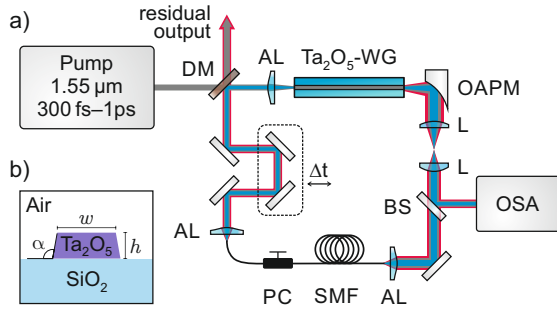 a)
residual
output
Pump
1.55 µm
300 fs–1ps
DM
AL
Ta₂O₅-WG
OAPM
L
L
Δt
BS
OSA
AL
PC
SMF
AL
b)
Air
w
α
Ta₂O₅
h
SiO₂